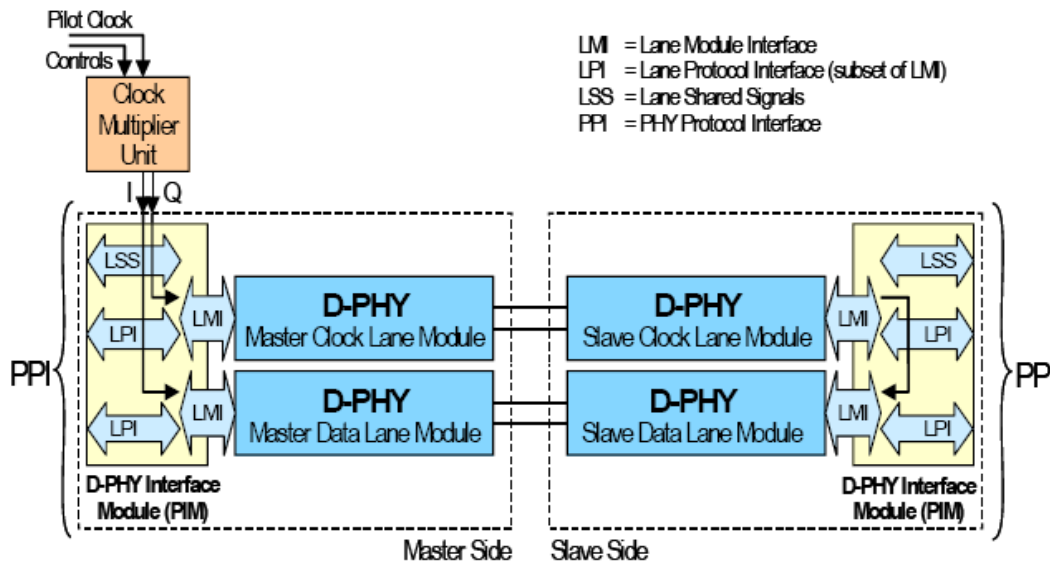 Pilot Clock
Controls
Clock
Multiplier
Unit
I Q
LMI = Lane Module Interface
LPI = Lane Protocol Interface (subset of LMI)
LSS = Lane Shared Signals
PPI = PHY Protocol Interface
PPI
LSS
LPI
LPI
LMI
LMI
D-PHY
Master Clock Lane Module
D-PHY
Master Data Lane Module
D-PHY Interface
Module (PIM)
Master Side
D-PHY
Slave Clock Lane Module
D-PHY
Slave Data Lane Module
LMI
LMI
LSS
LPI
LPI
D-PHY Interface
Module (PIM)
Slave Side
PP